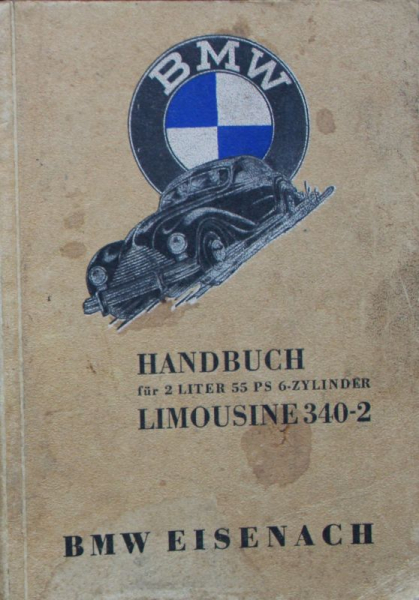 BMW
HANDBUCH
für 2 LITER 55 PS 6-ZYLINDER
LIMOUSINE 340-2
BMW EISENACH